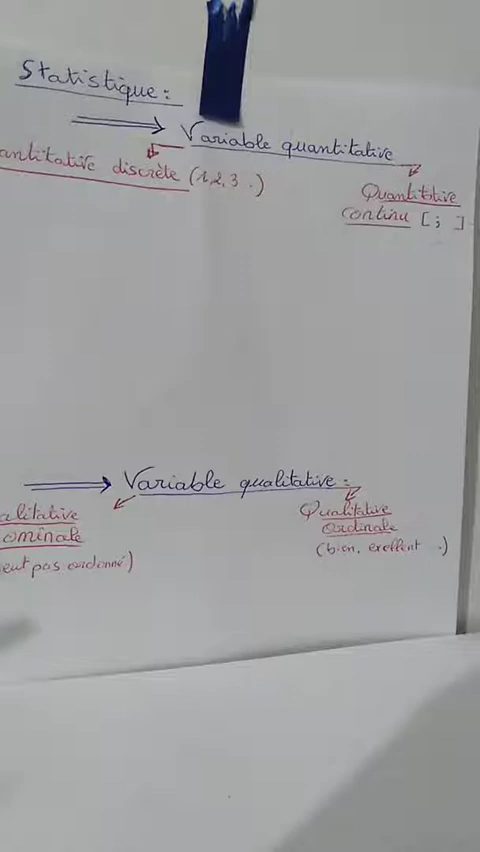 Statistique :
Variable quantitative
antitative discrète (1,2,3 .)
Quantitative
continu [ ; ]
Variable qualitative :
alitative
ominale
eut pas ordonné)
Qualitative
Ordinale
(bien, exellent .)